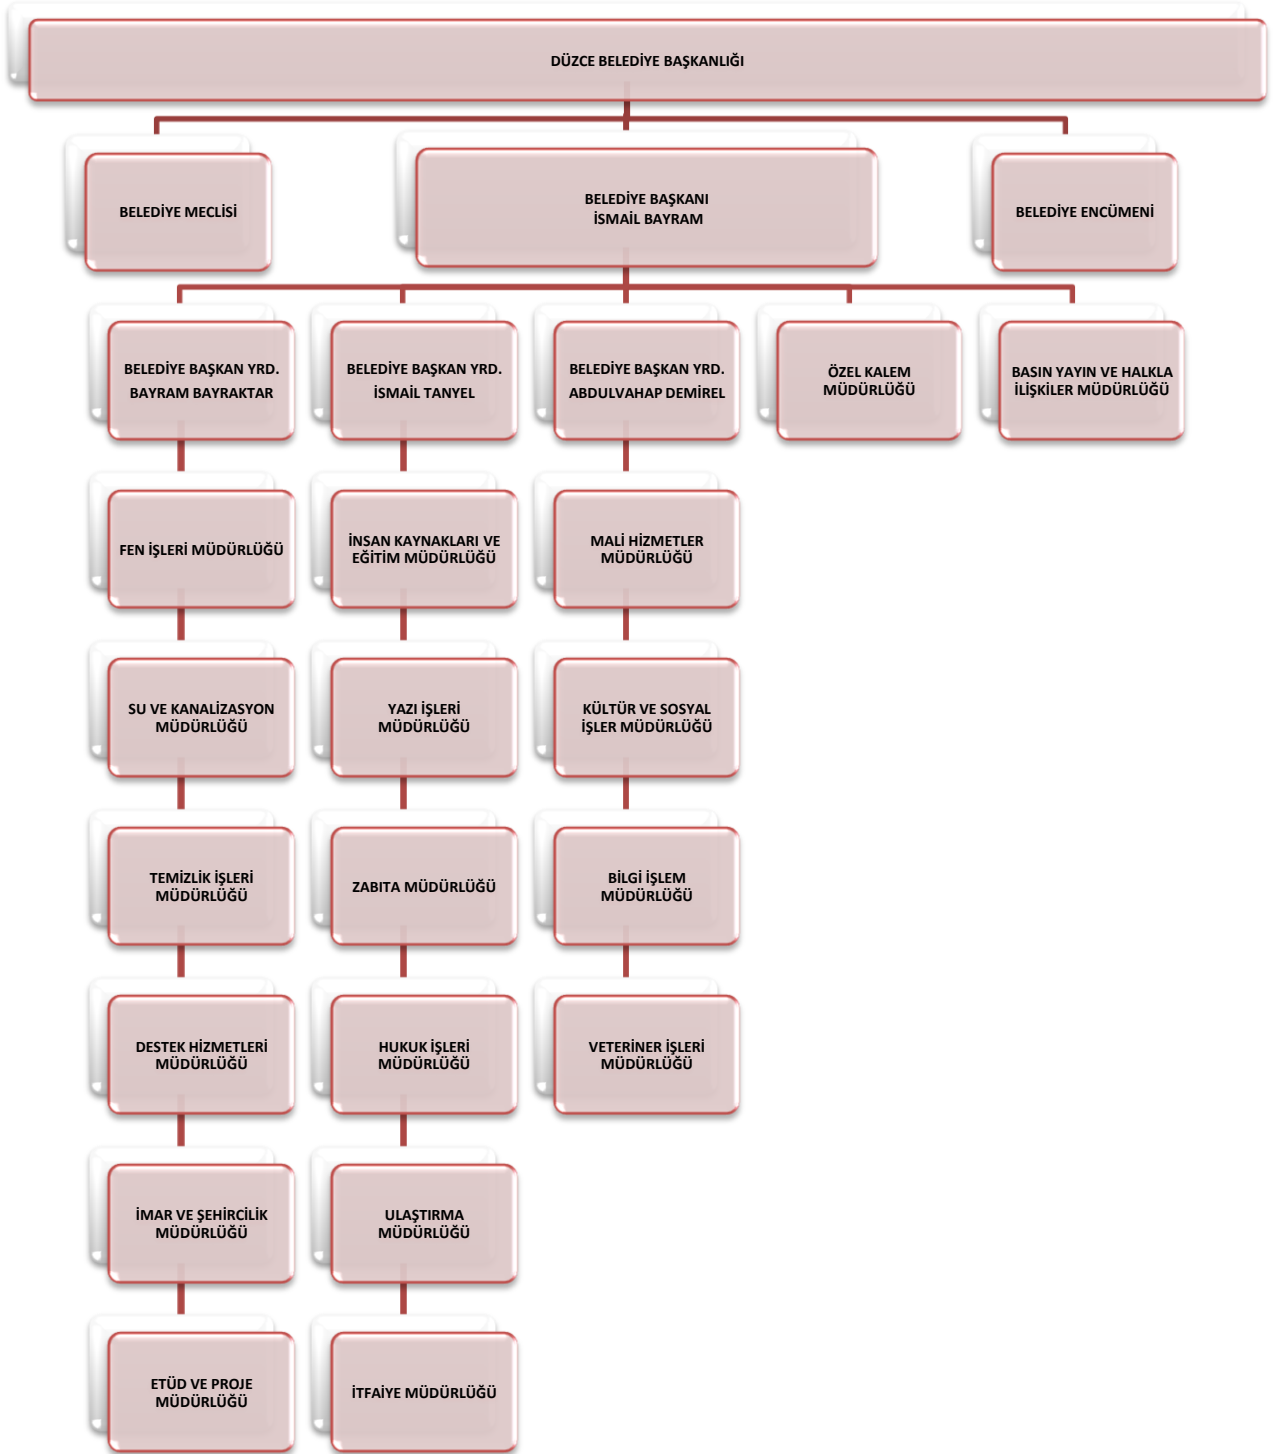 DÜZCE BELEDİYE BAŞKANLIĞI
BELEDİYE MECLİSİ
BELEDİYE BAŞKANI
İSMAİL BAYRAM
BELEDİYE ENCÜMENİ
BELEDİYE BAŞKAN YRD.
BAYRAM BAYRAKTAR
BELEDİYE BAŞKAN YRD.
İSMAİL TANYEL
BELEDİYE BAŞKAN YRD.
ABDULVAHAP DEMİREL
ÖZEL KALEM
MÜDÜRLÜĞÜ
BASIN YAYIN VE HALKLA
İLİŞKİLER MÜDÜRLÜĞÜ
FEN İŞLERİ MÜDÜRLÜĞÜ
İNSAN KAYNAKLARI VE
EĞİTİM MÜDÜRLÜĞÜ
MALİ HİZMETLER
MÜDÜRLÜĞÜ
SU VE KANALİZASYON
MÜDÜRLÜĞÜ
YAZI İŞLERİ
MÜDÜRLÜĞÜ
KÜLTÜR VE SOSYAL
İŞLER MÜDÜRLÜĞÜ
TEMİZLİK İŞLERİ
MÜDÜRLÜĞÜ
ZABITA MÜDÜRLÜĞÜ
BİLGİ İŞLEM
MÜDÜRLÜĞÜ
DESTEK HİZMETLERİ
MÜDÜRLÜĞÜ
HUKUK İŞLERİ
MÜDÜRLÜĞÜ
VETERİNER İŞLERİ
MÜDÜRLÜĞÜ
İMAR VE ŞEHİRCİLİK
MÜDÜRLÜĞÜ
ULAŞTIRMA
MÜDÜRLÜĞÜ
ETÜD VE PROJE
MÜDÜRLÜĞÜ
İTFAİYE MÜDÜRLÜĞÜ